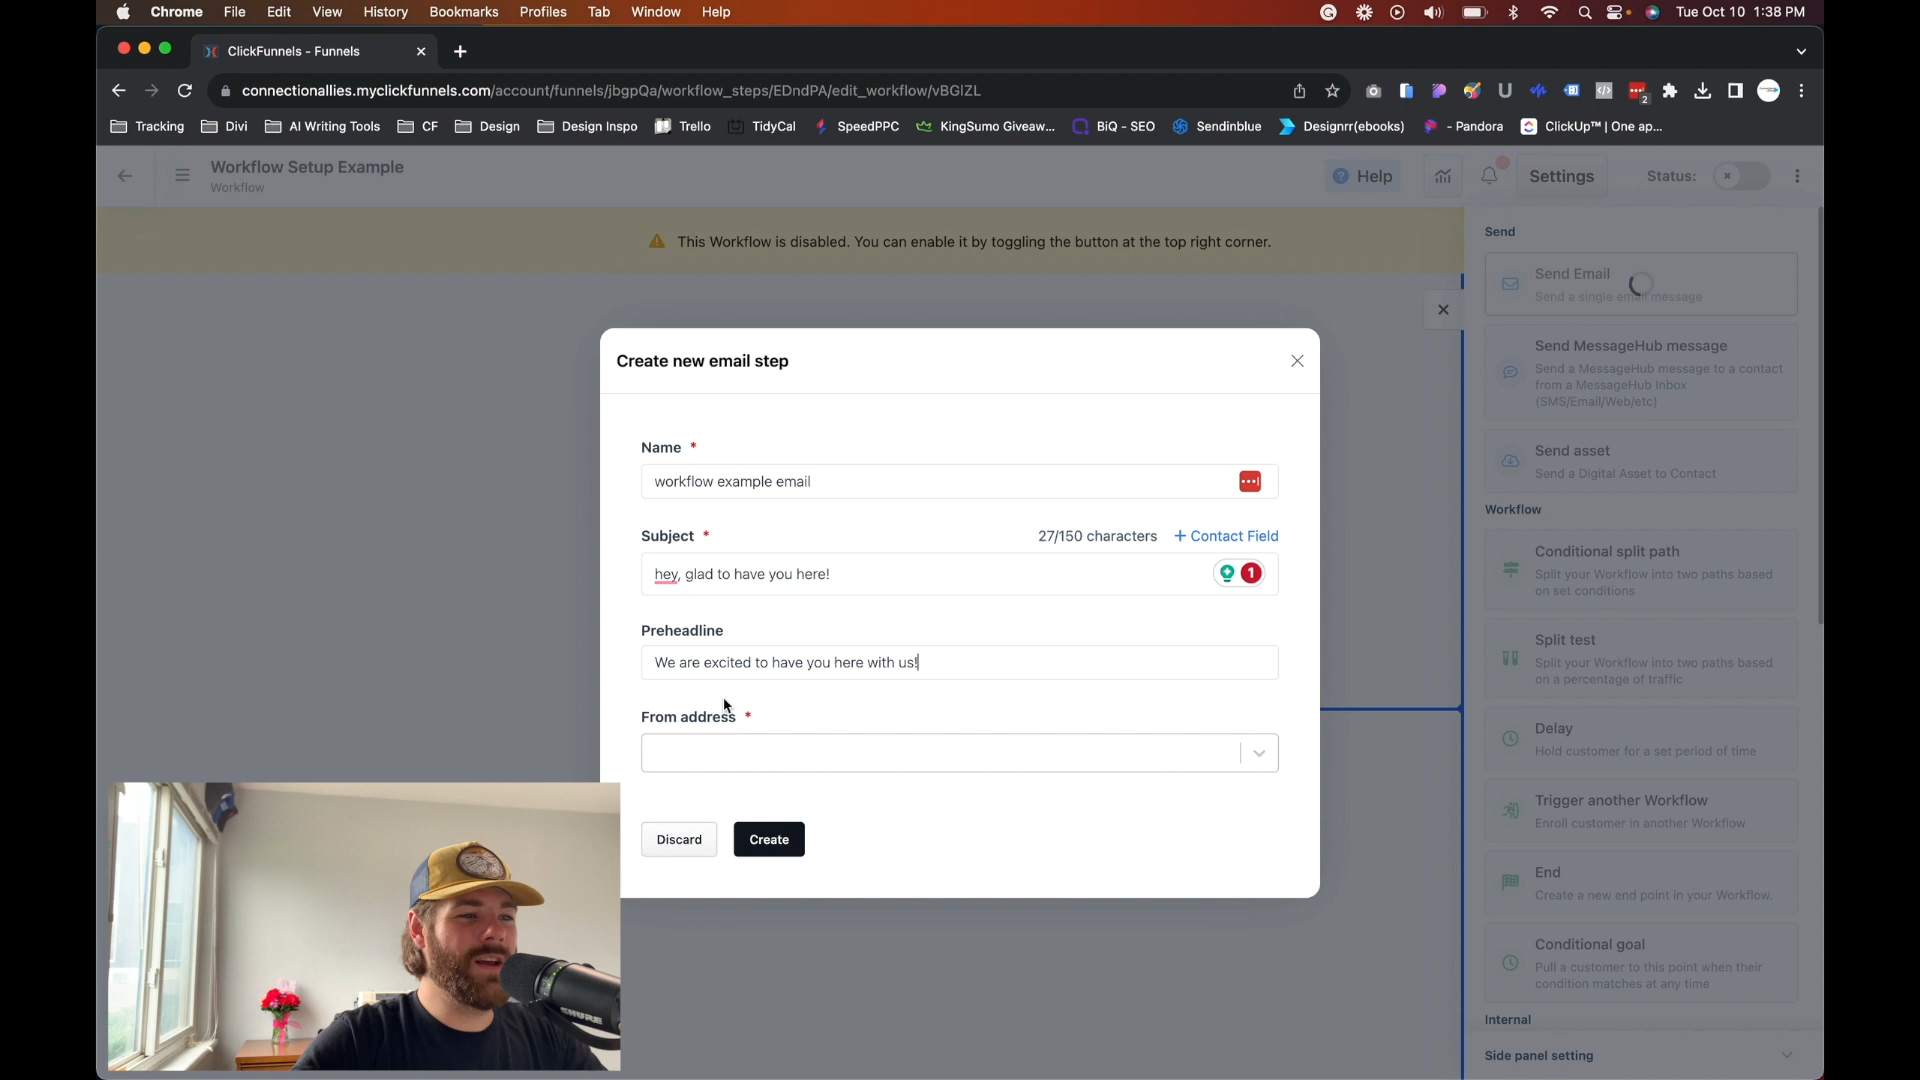 Chrome File Edit View History Bookmarks Profiles Tab Window Help Tue Oct 10 1:38 PM
ClickFunnels - Funnels
connectionallies.myclickfunnels.com/account/funnels/jbgpQa/workflow_steps/EDndPA/edit_workflow/vBGlZL
2
Tracking Divi AI Writing Tools CF Design Design Inspo Trello TidyCal SpeedPPC KingSumo Giveaw... BiQ - SEO Sendinblue Designrr(ebooks) - Pandora ClickUp™ | One ap...
Workflow Setup Example
Workflow
Help
Settings
Status:
This Workflow is disabled. You can enable it by toggling the button at the top right corner.
Create new email step
Name *
workflow example email
Subject *
27/150 characters
+ Contact Field
hey, glad to have you here!
1
Preheadline
We are excited to have you here with us!
From address *
Discard
Create
Send
Send Email
Send a single email message
Send MessageHub message
Send a MessageHub message to a contact
from a MessageHub Inbox
(SMS/Email/Web/etc)
Send asset
Send a Digital Asset to Contact
Workflow
Conditional split path
Split your Workflow into two paths based
on set conditions
Split test
Split your Workflow into two paths based
on a percentage of traffic
Delay
Hold customer for a set period of time
Trigger another Workflow
Enroll customer in another Workflow
End
Create a new end point in your Workflow.
Conditional goal
Pull a customer to this point when their
condition matches at any time
Internal
Side panel setting
SHURE